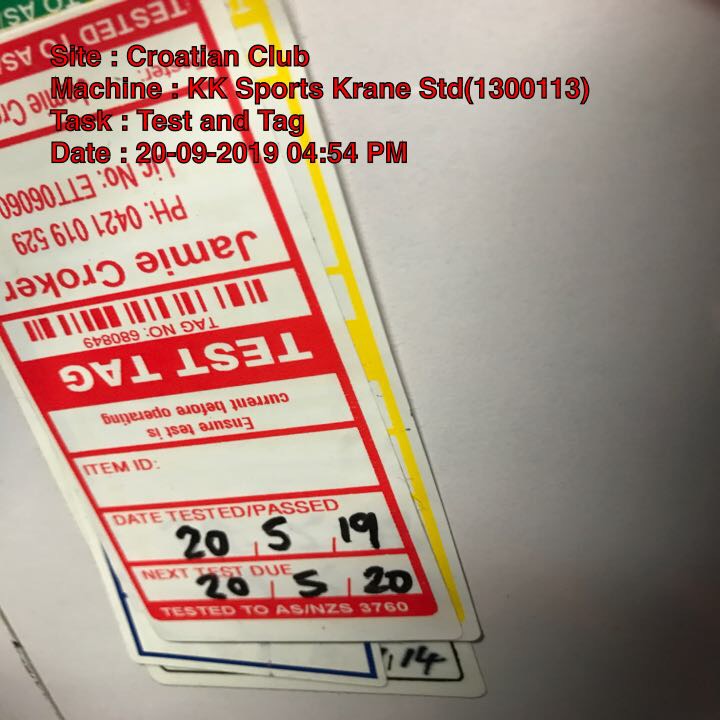 Site : Croatian Club
Machine : KK Sports Krane Std(1300113)
Task : Test and Tag
Date : 20-09-2019 04:54 PM
TESTED TO AS/
Jamie Cro
Lic No: ETT06060
PH: 0421 019 529
Jamie Croker
TAG NO: 680849
TEST TAG
Ensure test is
current before operating
ITEM ID:
DATE TESTED/PASSED
20 / 5 / 19
NEXT TEST DUE
20 / 5 / 20
TESTED TO AS/NZS 3760
14